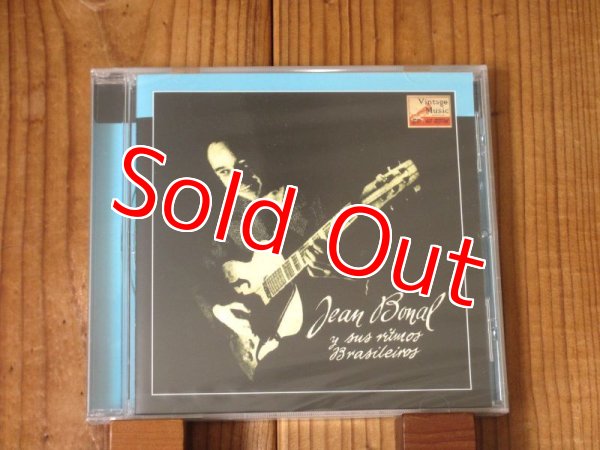 Vintage
Music
Sold Out
Jean Bonal
y sus ritmos
Brasileiros